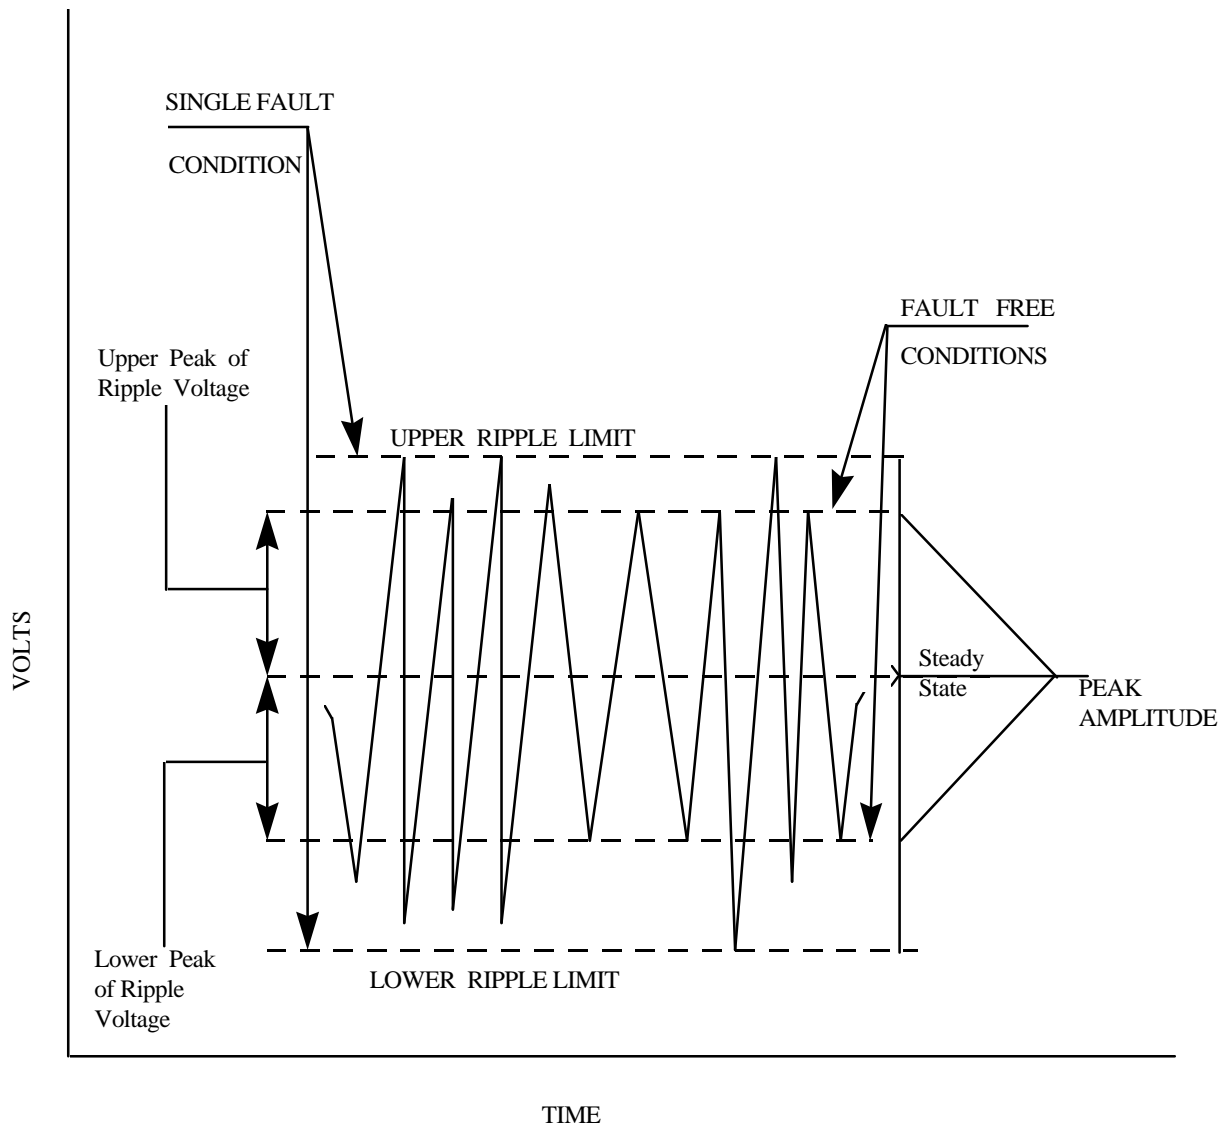 SINGLE FAULT
CONDITION
FAULT FREE
CONDITIONS
Upper Peak of
Ripple Voltage
UPPER RIPPLE LIMIT
VOLTS
Steady
State
PEAK
AMPLITUDE
Lower Peak
of Ripple
Voltage
LOWER RIPPLE LIMIT
TIME